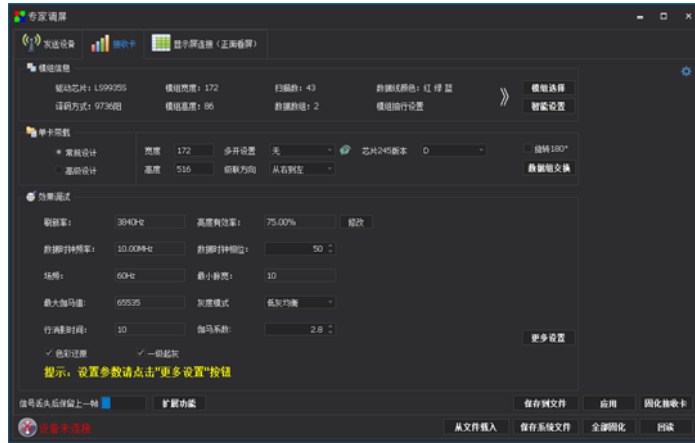 专家调屏
发送设备 接收卡 显示屏连接（正面看屏）
模组信息
驱动芯片: LS9935S 模组宽度: 172 扫描数: 43 数据线颜色: 红 绿 蓝 模组选择
译码方式: 9736阳 模组高度: 86 数据数组: 2 模组抽行设置 智能设置
单卡带载
常规设计 宽度 172 多开设置 无 芯片245版本 D 旋转180°
高级设计 高度 516 级联方向 从右到左 数据组交换
效果调试
刷新率: 3840Hz 高度有效率: 75.00% 修改
数据时钟频率: 10.00MHz 数据时钟相位: 50
场频: 60Hz 最小脉宽: 10
最大伽马值: 65535 灰度模式 低灰均衡
行消影时间: 10 伽马系数: 2.8
更多设置
色彩还原 一级起灰
提示：设置参数请点击"更多设置"按钮
信号丢失后保留上一帧 扩展功能 保存到文件 应用 固化接收卡
设备未连接 从文件载入 保存系统文件 全部固化 回读